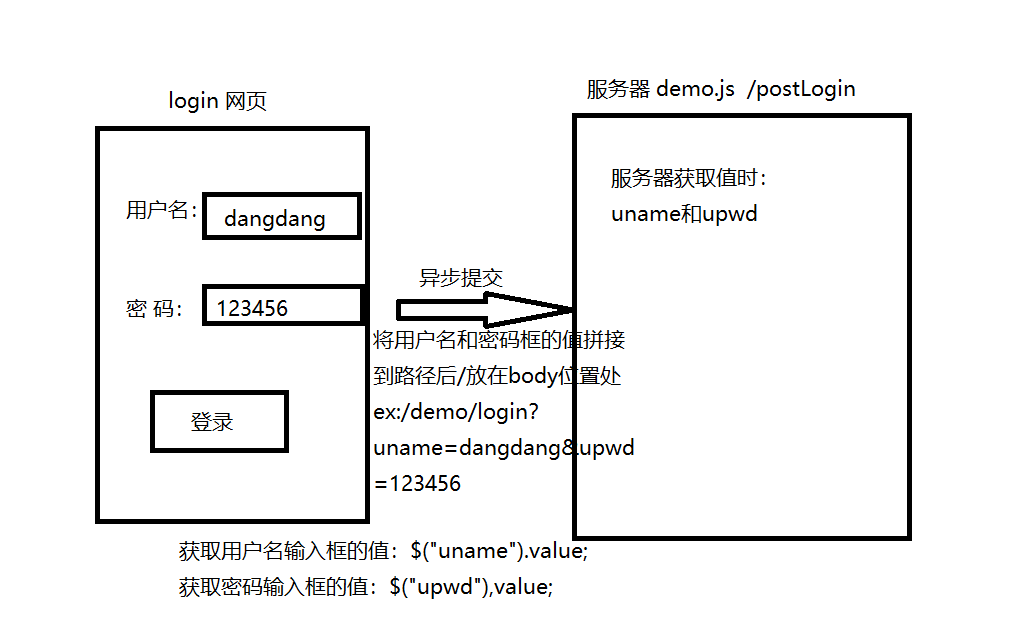 login 网页
服务器 demo.js  /postLogin
用户名：
dangdang
密 码：
123456
登录
异步提交
将用户名和密码框的值拼接
到路径后/放在body位置处
ex:/demo/login?
uname=dangdang&upwd
=123456
服务器获取值时：
uname和upwd
获取用户名输入框的值：$("uname").value;
获取密码输入框的值：$("upwd"),value;